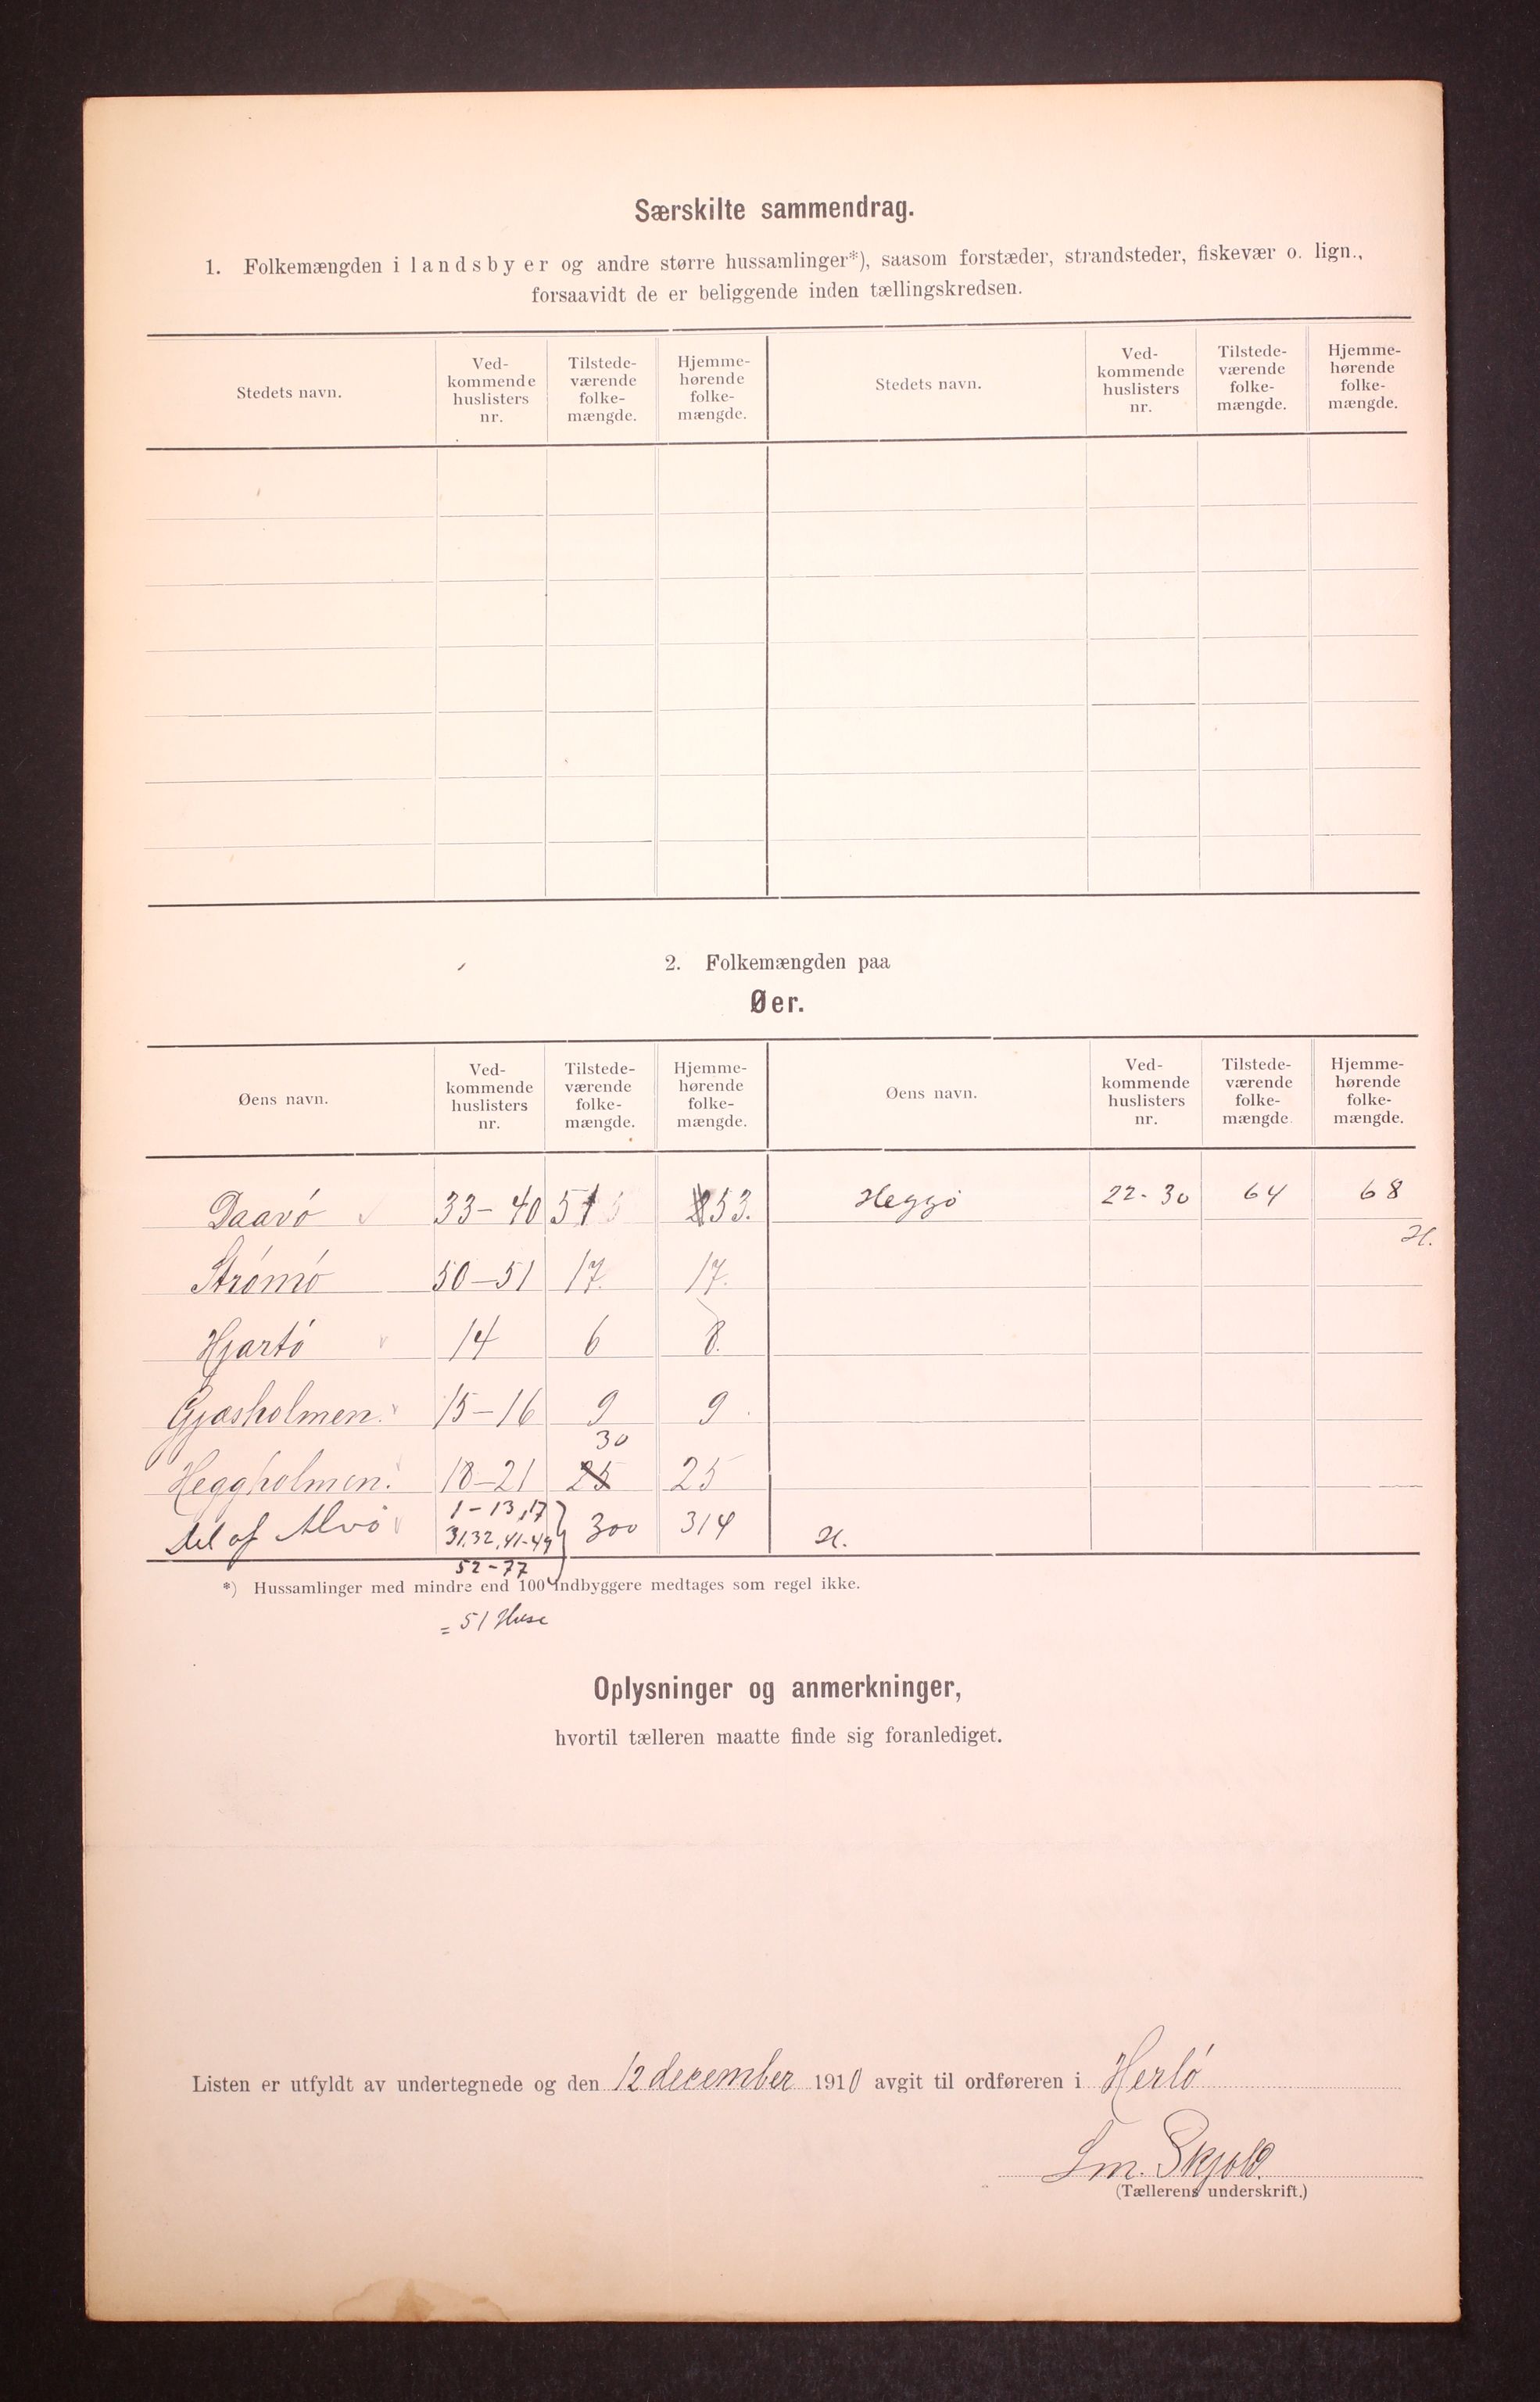 Særskilte sammendrag.
1. Folkemængden i landsbyer og andre større hussamlinger*), saasom forstæder, strandsteder, fiskevær o. lign.,
forsaavidt de er beliggende inden tællingskredsen.
Stedets navn.
Ved-
kommende
huslisters
nr.
Tilstede-
værende
folke-
mængde.
Hjemme-
hørende
folke-
mængde.
Stedets navn.
Ved-
kommende
huslisters
nr.
Tilstede-
værende
folke-
mængde.
Hjemme-
hørende
folke-
mængde.
2. Folkemængden paa
Øer.
Øens navn.
Ved-
kommende
huslisters
nr.
Tilstede-
værende
folke-
mængde.
Hjemme-
hørende
folke-
mængde.
Øens navn.
Ved-
kommende
huslisters
nr.
Tilstede-
værende
folke-
mængde.
Hjemme-
hørende
folke-
mængde.
Daavö 33-40 53. Heggö 22-30 64 68
H.
Strömö 50-51 17. 17.
Hjartö 14 6 8.
Gjæsholmen. 15-16 9 9
30
Heggholmen. 18-21 25 25
Del af Alvö 1-13,17 300 314 H.
31,32,41-49
52-77
*) Hussamlinger med mindre end 100 indbyggere medtages som regel ikke.
= 51 Huse
Oplysninger og anmerkninger,
hvortil tælleren maatte finde sig foranlediget.
Listen er utfyldt av undertegnede og den 12 december 1910 avgit til ordføreren i Herlö
Sm. Skjold.
(Tællerens underskrift.)